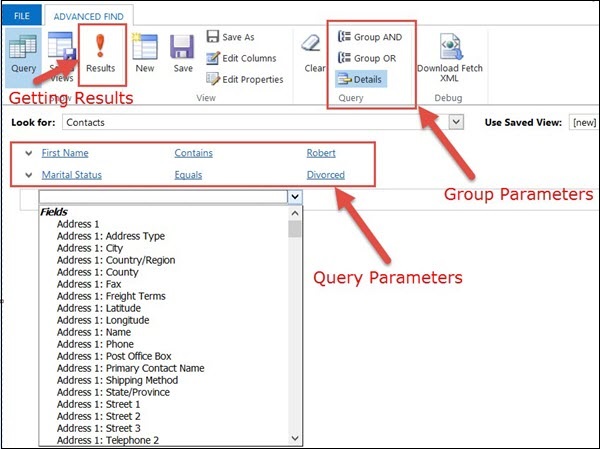 FILE ADVANCED FIND
Query
Saved Views
Results
New
Save
Save As
Edit Columns
Edit Properties
Clear
Group AND
Group OR
Details
Download Fetch XML
Show
View
Query
Debug
Getting Results
Look for: Contacts Use Saved View: [new]
First Name Contains Robert
Marital Status Equals Divorced
Group Parameters
Query Parameters
Fields
Address 1
Address 1: Address Type
Address 1: City
Address 1: Country/Region
Address 1: County
Address 1: Fax
Address 1: Freight Terms
Address 1: Latitude
Address 1: Longitude
Address 1: Name
Address 1: Phone
Address 1: Post Office Box
Address 1: Primary Contact Name
Address 1: Shipping Method
Address 1: State/Province
Address 1: Street 1
Address 1: Street 2
Address 1: Street 3
Address 1: Telephone 2